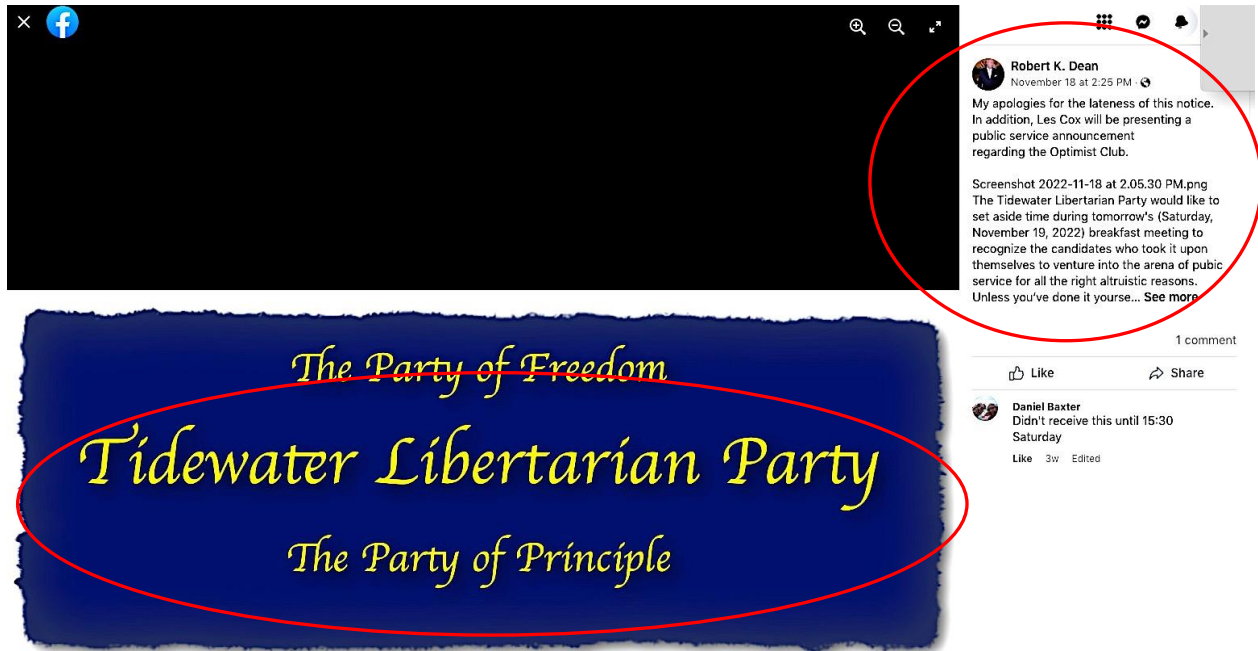 Robert K. Dean
November 18 at 2:25 PM ·
My apologies for the lateness of this notice.
In addition, Les Cox will be presenting a
public service announcement
regarding the Optimist Club.
Screenshot 2022-11-18 at 2.05.30 PM.png
The Tidewater Libertarian Party would like to
set aside time during tomorrow's (Saturday,
November 19, 2022) breakfast meeting to
recognize the candidates who took it upon
themselves to venture into the arena of pubic
service for all the right altruistic reasons.
Unless you've done it yourse... See more
1 comment
Like Share
Daniel Baxter
Didn't receive this until 15:30
Saturday
Like 3w Edited
The Party of Freedom
Tidewater Libertarian Party
The Party of Principle